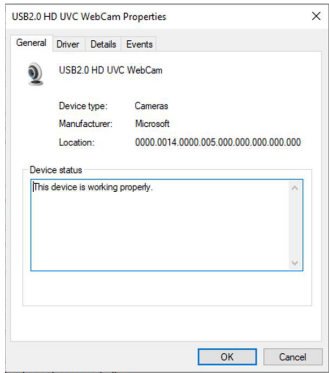 USB2.0 HD UVC WebCam Properties
General Driver Details Events
USB2.0 HD UVC WebCam
Device type: Cameras
Manufacturer: Microsoft
Location: 0000.0014.0000.005.000.000.000.000.000
Device status
This device is working properly.
OK Cancel